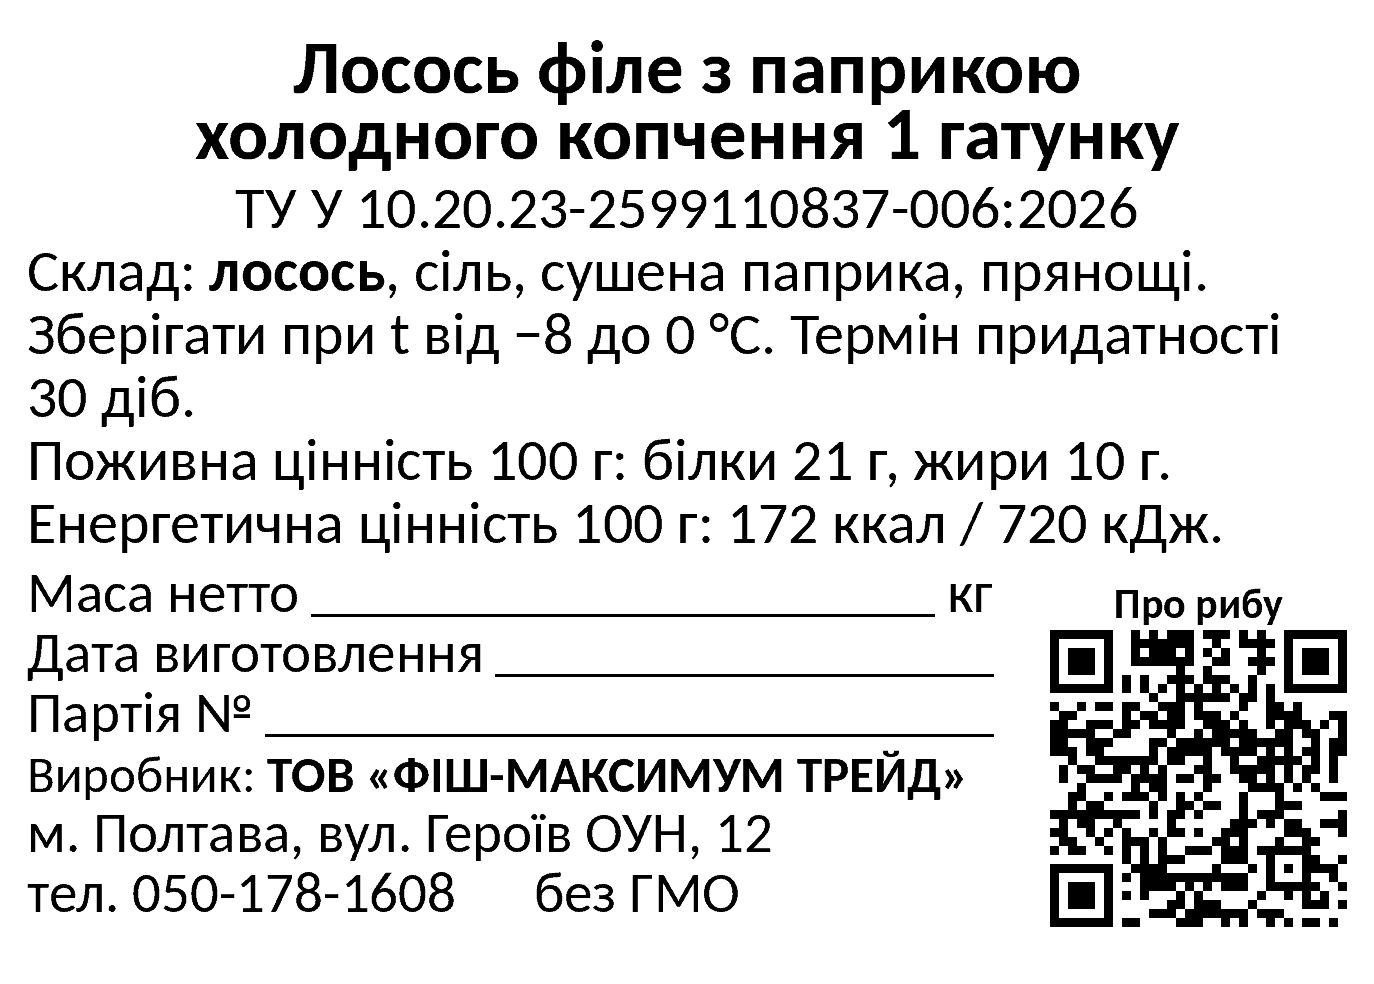 Лосось філе з паприкою
холодного копчення 1 гатунку
ТУ У 10.20.23-2599110837-006:2026
Склад: лосось, сіль, сушена паприка, прянощі.
Зберігати при t від −8 до 0 °С. Термін придатності
30 діб.
Поживна цінність 100 г: білки 21 г, жири 10 г.
Енергетична цінність 100 г: 172 ккал / 720 кДж.
Маса нетто ____________________ кг
Дата виготовлення ________________
Партія № ________________________
Про рибу
Виробник: ТОВ «ФІШ-МАКСИМУМ ТРЕЙД»
м. Полтава, вул. Героїв ОУН, 12
тел. 050-178-1608 без ГМО